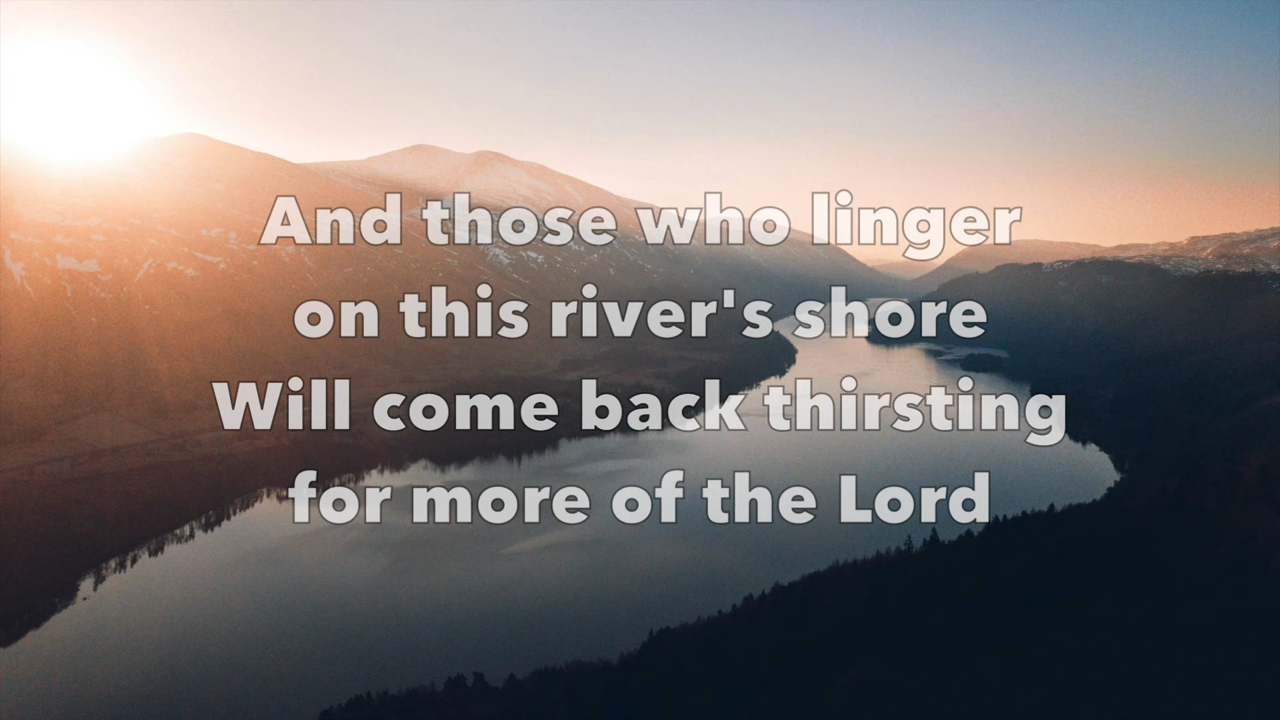 And those who linger
on this river's shore
Will come back thirsting
for more of the Lord